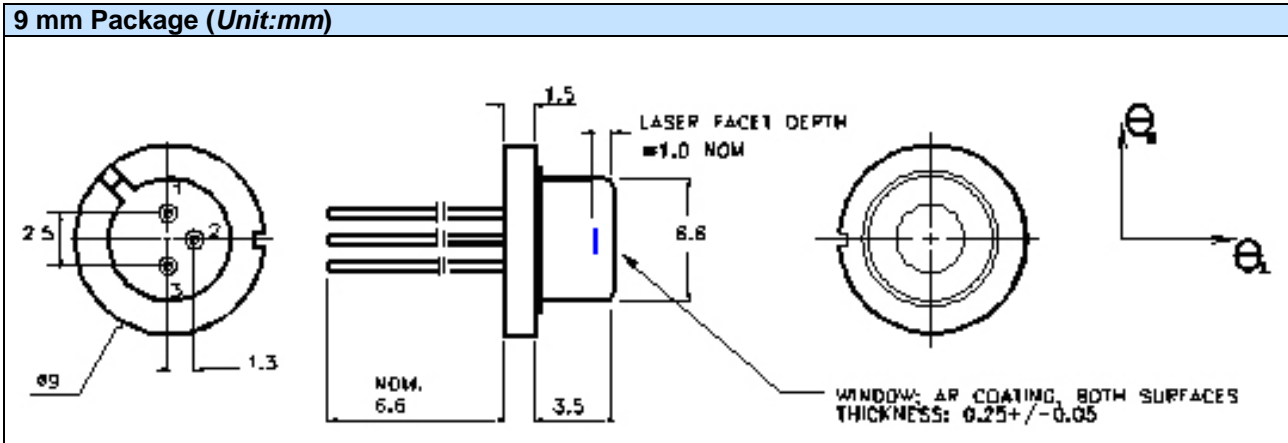 9 mm Package (Unit:mm)
1.5
LASER FACET DEPTH
=1.0 NOM
1
2.5
2
3
1.3
ø9
NOM.
6.6
3.5
6.6
WINDOW: AR COATING, BOTH SURFACES
THICKNESS: 0.25+/-0.05
Θ
Θ⊥